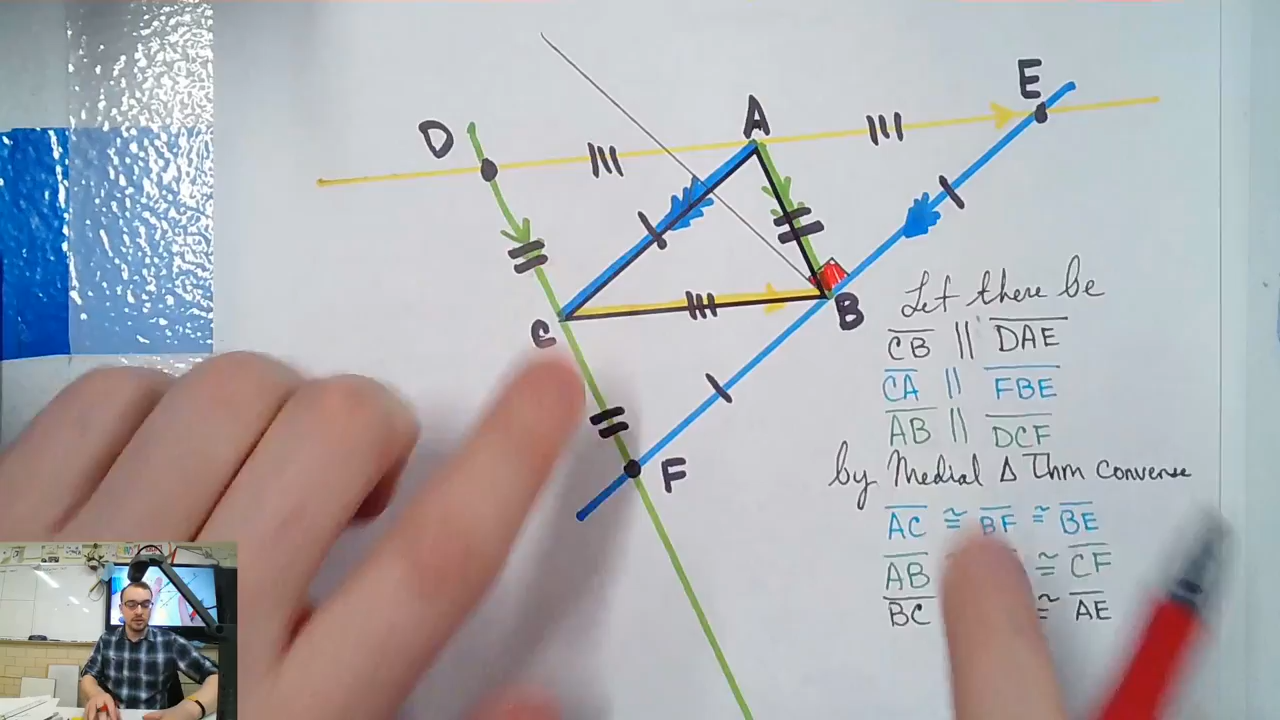 E
A
D
C
B
F
Let there be
CB || DAE
CA || FBE
AB || DCF
by Medial Δ Thm converse
AC ≅ BF ≅ BE
AB ≅ CF
BC ≅ AE